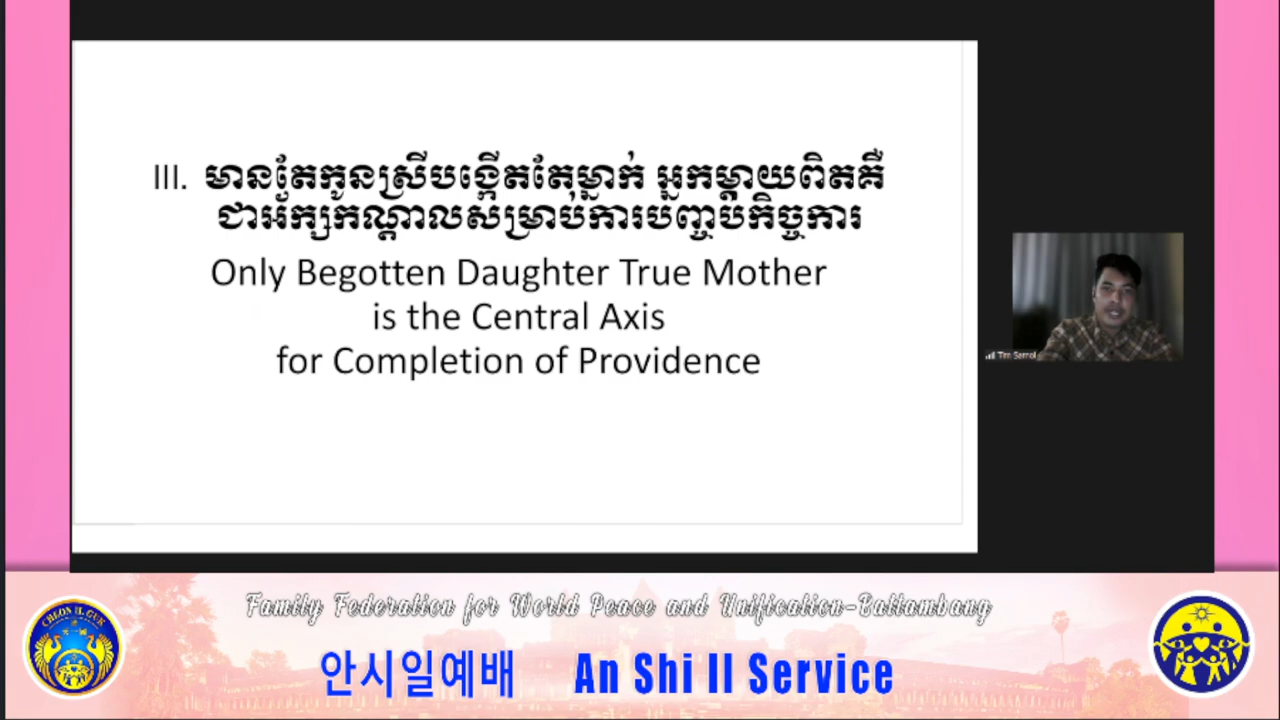 III. មានតែកូនស្រីបង្កើតតែម្នាក់ អ្នកម្ដាយពិតគឺ
ជាអ័ក្សកណ្ដាលសម្រាប់ការបញ្ចប់កិច្ចការ
Only Begotten Daughter True Mother
is the Central Axis
for Completion of Providence
Tim Samol
Family Federation for World Peace and Unification-Battambang
안시일예배 An Shi Il Service
CHEON IL GUK